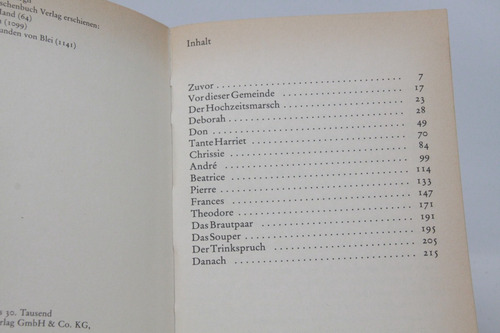 schenbuch Verlag erschienen:
land (64)
(1099)
anden von Blei (1141)
30. Tausend
rlag GmbH & Co. KG,
Inhalt
Zuvor . . . . . . . . . . . . . . . . . . . . . . 7
Vor dieser Gemeinde . . . . . . . . . . . . . . 17
Der Hochzeitsmarsch . . . . . . . . . . . . . . 23
Deborah . . . . . . . . . . . . . . . . . . . . 28
Don . . . . . . . . . . . . . . . . . . . . . . 49
Tante Harriet . . . . . . . . . . . . . . . . . 70
Chrissie . . . . . . . . . . . . . . . . . . . . 84
André . . . . . . . . . . . . . . . . . . . . . 99
Beatrice . . . . . . . . . . . . . . . . . . . . 114
Pierre . . . . . . . . . . . . . . . . . . . . . 133
Frances . . . . . . . . . . . . . . . . . . . . 147
Theodore . . . . . . . . . . . . . . . . . . . . 171
Das Brautpaar . . . . . . . . . . . . . . . . . 191
Das Souper . . . . . . . . . . . . . . . . . . . 195
Der Trinkspruch . . . . . . . . . . . . . . . . 205
Danach . . . . . . . . . . . . . . . . . . . . . 215